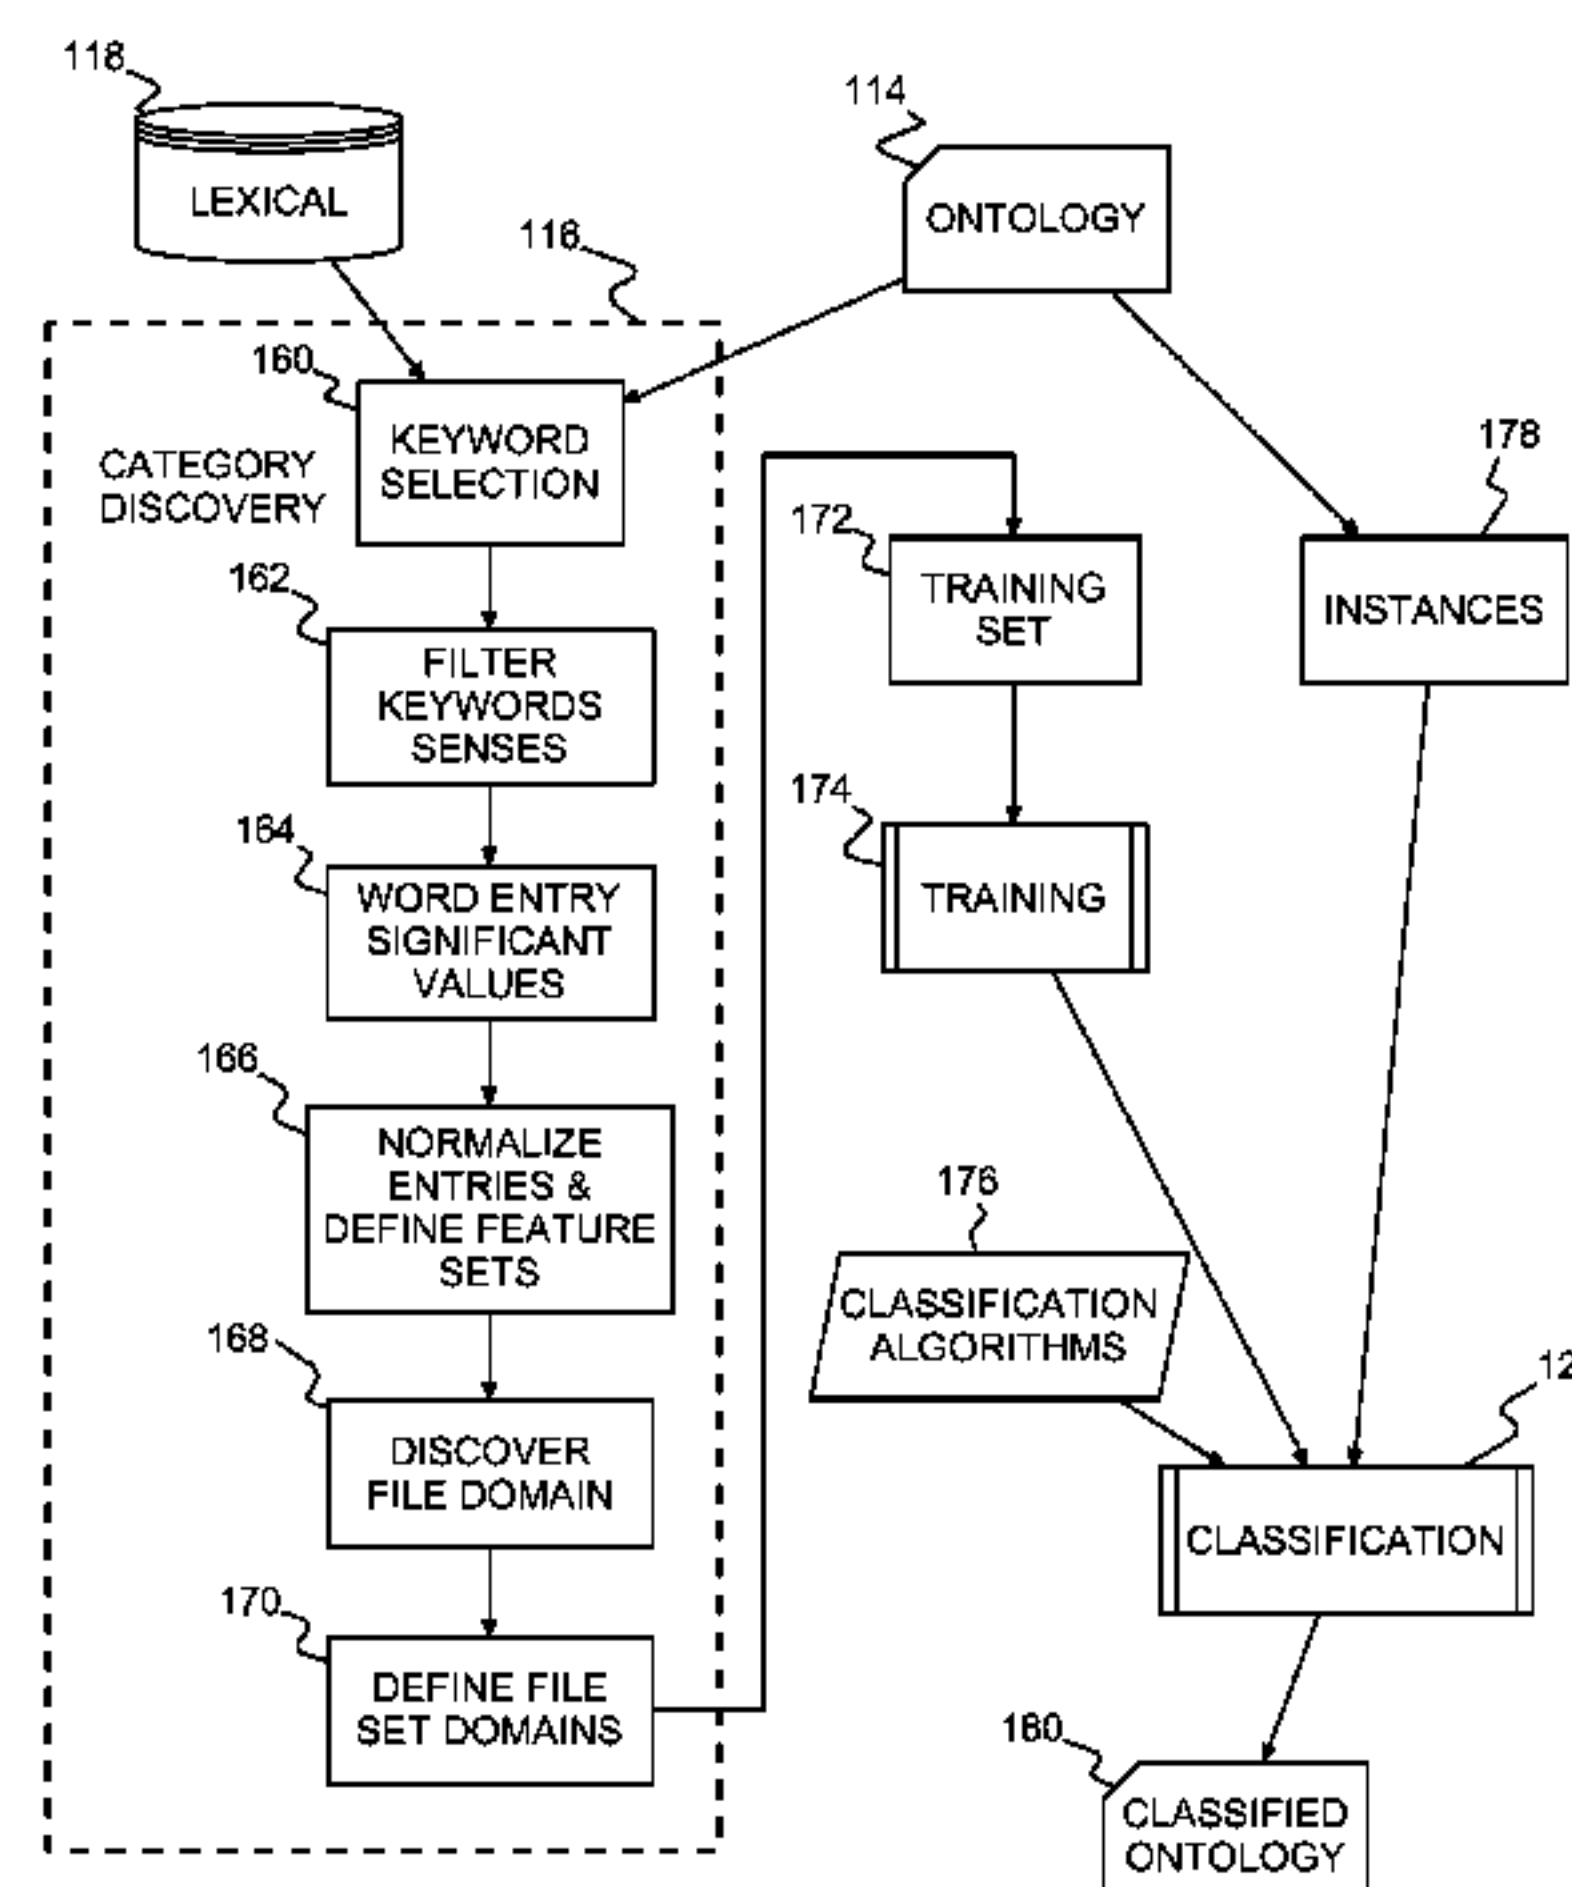 118
LEXICAL
114
ONTOLOGY
116
160
KEYWORD
SELECTION
CATEGORY
DISCOVERY
178
INSTANCES
172
TRAINING
SET
162
FILTER
KEYWORDS
SENSES
174
TRAINING
164
WORD ENTRY
SIGNIFICANT
VALUES
166
NORMALIZE
ENTRIES &
DEFINE FEATURE
SETS
176
CLASSIFICATION
ALGORITHMS
168
DISCOVER
FILE DOMAIN
12
CLASSIFICATION
170
DEFINE FILE
SET DOMAINS
180
CLASSIFIED
ONTOLOGY